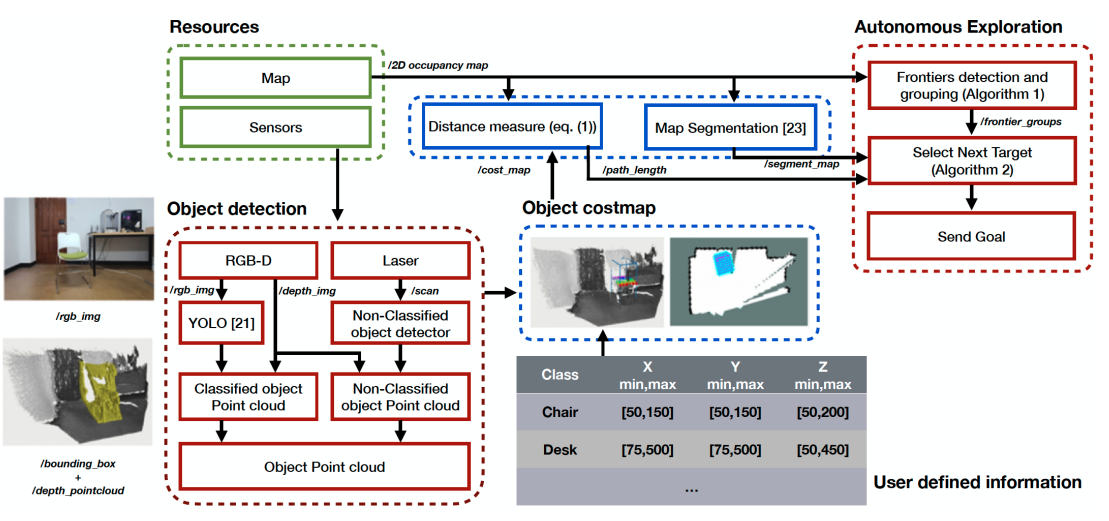 Resources
Autonomous Exploration
Map
/2D occupancy map
Frontiers detection and
grouping (Algorithm 1)
Sensors
Distance measure (eq. (1))
Map Segmentation [23]
/frontier_groups
/cost_map
/path_length
/segment_map
Select Next Target
(Algorithm 2)
Send Goal
Object detection
Object costmap
RGB-D
Laser
/rgb_img
/depth_img
/scan
/rgb_img
YOLO [21]
Non-Classified
object detector
Classified object
Point cloud
Non-Classified
object Point cloud
Object Point cloud
/bounding_box
+
/depth_pointcloud
Class X Y Z
min,max min,max min,max
Chair [50,150] [50,150] [50,200]
Desk [75,500] [75,500] [50,450]
...
User defined information